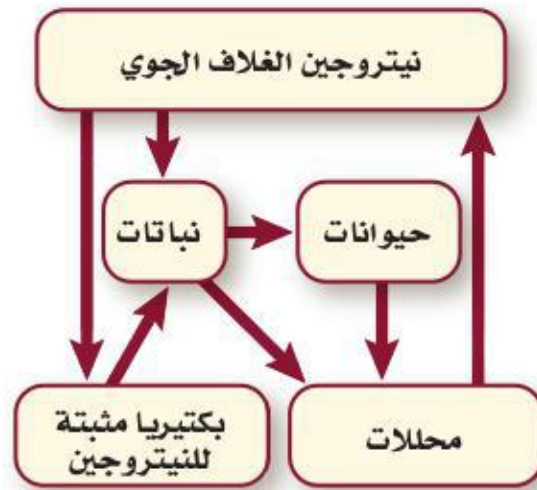 نيتروجين الغلاف الجوي
حيوانات
نباتات
محللات
بكتيريا مثبتة
للنيتروجين